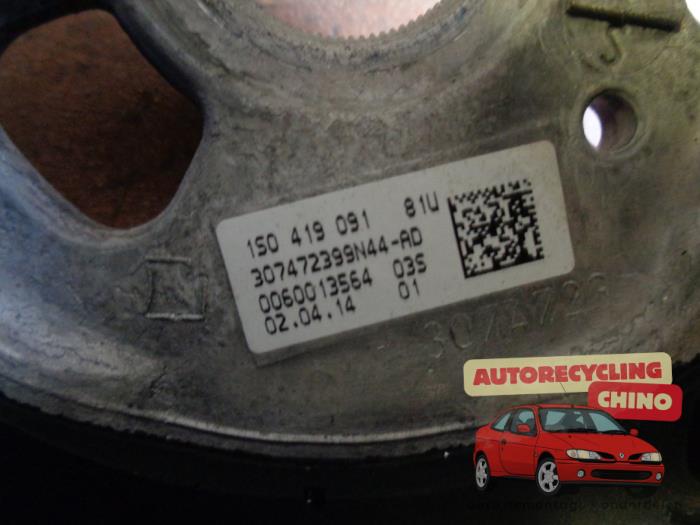 1S0 419 091 81U
307472399N44-AD
0060013564 03S
02.04.14 01
AUTORECYCLING
CHINO